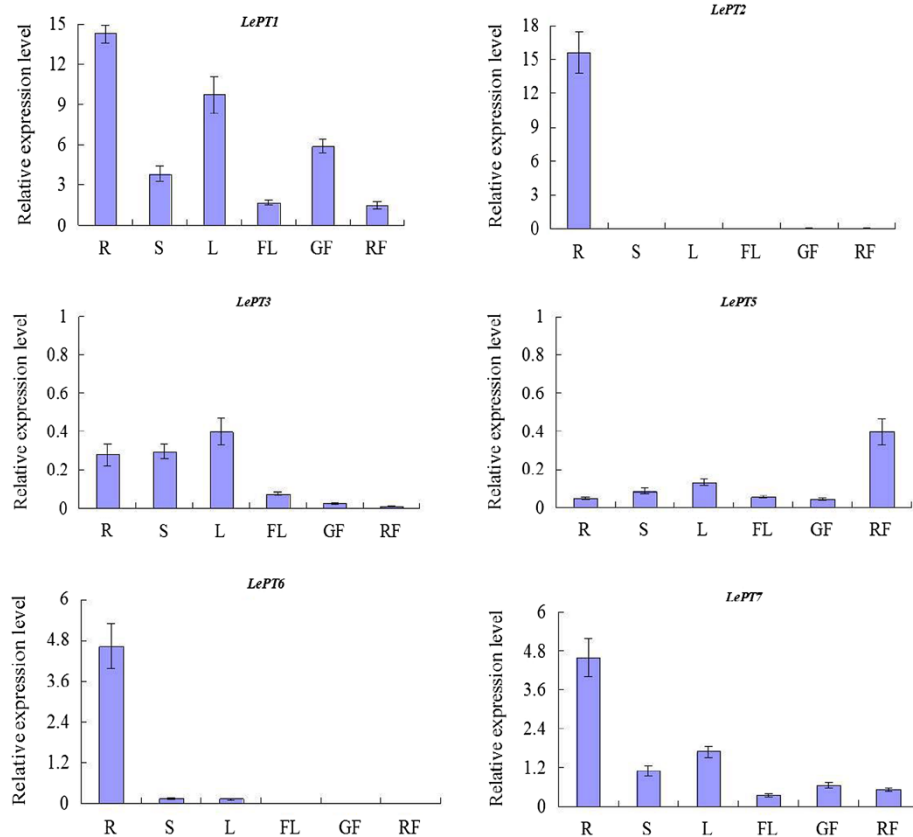 LePT1
Relative expression level
15
12
9
6
3
0
R S L FL GF RF
LePT2
Relative expression level
18
15
12
9
6
3
0
R S L FL GF RF
LePT3
Relative expression level
1
0.8
0.6
0.4
0.2
0
R S L FL GF RF
LePT5
Relative expression level
1
0.8
0.6
0.4
0.2
0
R S L FL GF RF
LePT6
Relative expression level
6
4.8
3.6
2.4
1.2
0
R S L FL GF RF
LePT7
Relative expression level
6
4.8
3.6
2.4
1.2
0
R S L FL GF RF